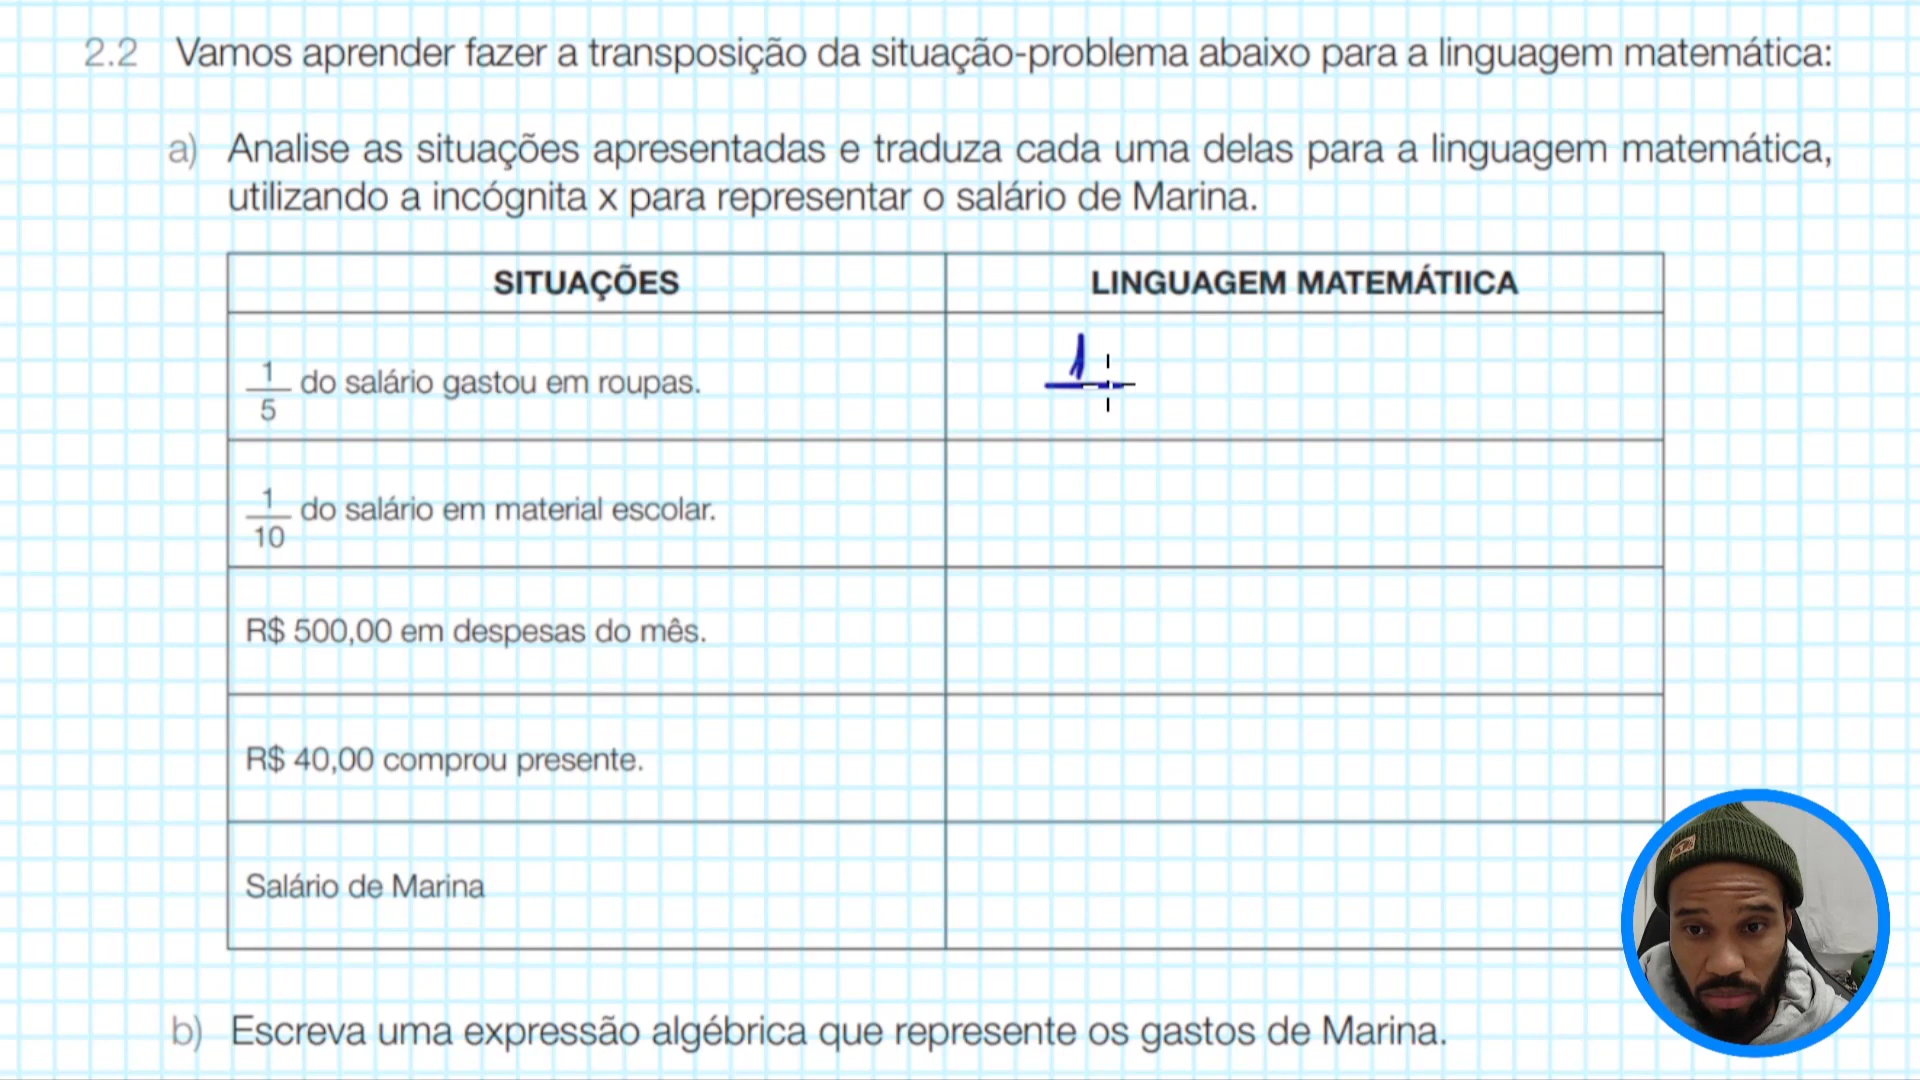 2.2 Vamos aprender fazer a transposição da situação-problema abaixo para a linguagem matemática:
a) Analise as situações apresentadas e traduza cada uma delas para a linguagem matemática,
utilizando a incógnita x para representar o salário de Marina.
SITUAÇÕES LINGUAGEM MATEMÁTIICA
1/5 do salário gastou em roupas. 1
1/10 do salário em material escolar.
R$ 500,00 em despesas do mês.
R$ 40,00 comprou presente.
Salário de Marina
b) Escreva uma expressão algébrica que represente os gastos de Marina.